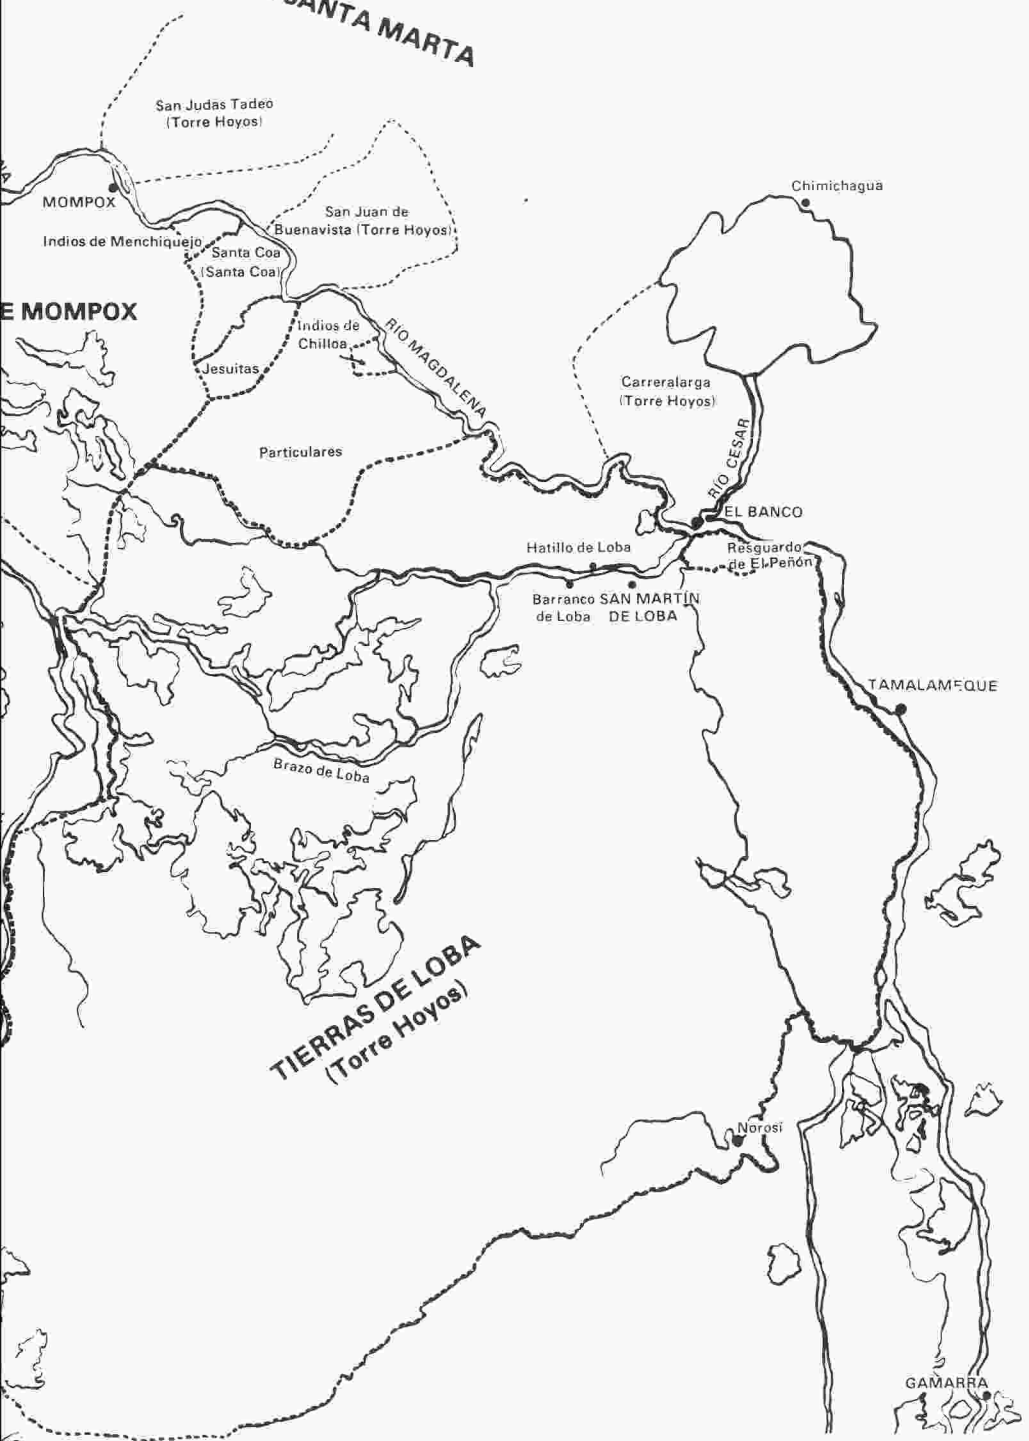 SANTA MARTA
San Judas Tadeo
(Torre Hoyos)
Chimichagua
MOMPOX
San Juan de
Buenavista (Torre Hoyos)
Indios de Menchiquejo
Santa Coa
(Santa Coa)
E MOMPOX
Indios de
Chilloa
RÍO MAGDALENA
Jesuitas
Carreralarga
(Torre Hoyos)
Particulares
RÍO CESAR
EL BANCO
Hatillo de Loba
Resguardo
de El Peñón
Barranco
de Loba
SAN MARTÍN
DE LOBA
TAMALAMEQUE
Brazo de Loba
TIERRAS DE LOBA
(Torre Hoyos)
Norosí
GAMARRA